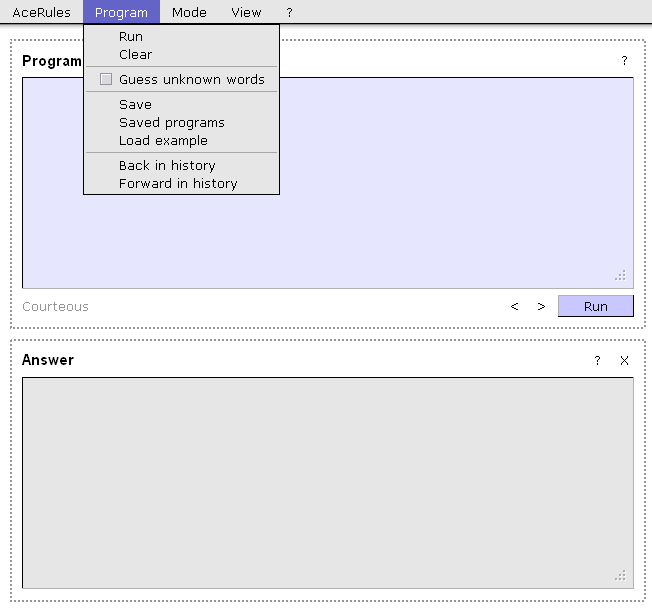 AceRules Program Mode View ?
Run
Clear
Program ?
Guess unknown words
Save
Saved programs
Load example
Back in history
Forward in history
Courteous < > Run
Answer ? X